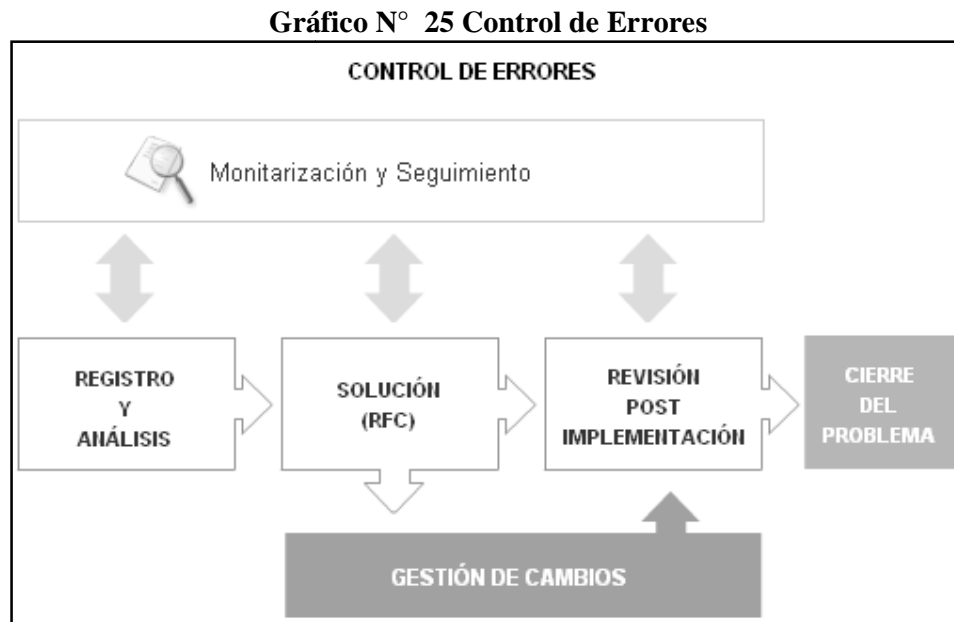 Gráfico N° 25 Control de Errores
CONTROL DE ERRORES
Monitarización y Seguimiento
REGISTRO
Y
ANÁLISIS
SOLUCIÓN
(RFC)
REVISIÓN
POST
IMPLEMENTACIÓN
CIERRE
DEL
PROBLEMA
GESTIÓN DE CAMBIOS